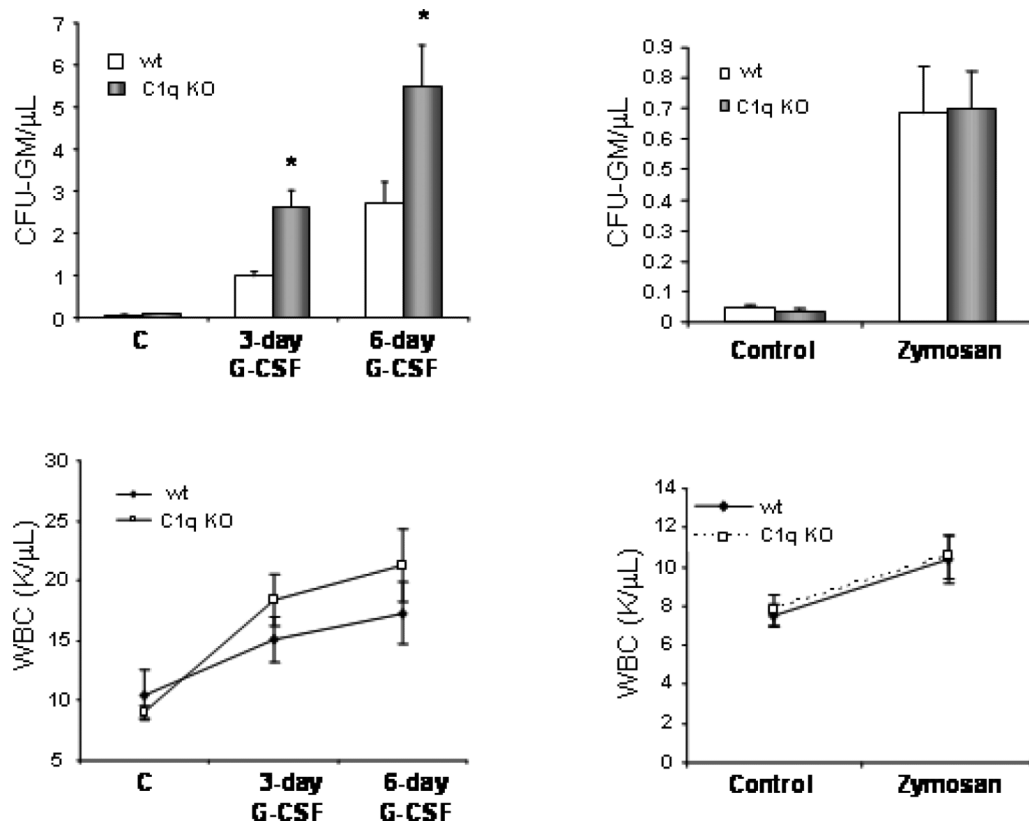 CFU-GM/µL
7
6
5
4
3
2
1
0
wt
C1q KO
*
*
C
3-day
G-CSF
6-day
G-CSF
CFU-GM/µL
0.9
0.8
0.7
0.6
0.5
0.4
0.3
0.2
0.1
0
wt
C1q KO
Control
Zymosan
WBC (K/µL)
30
25
20
15
10
5
wt
C1q KO
C
3-day
G-CSF
6-day
G-CSF
WBC (K/µL)
14
12
10
8
6
4
2
0
wt
C1q KO
Control
Zymosan